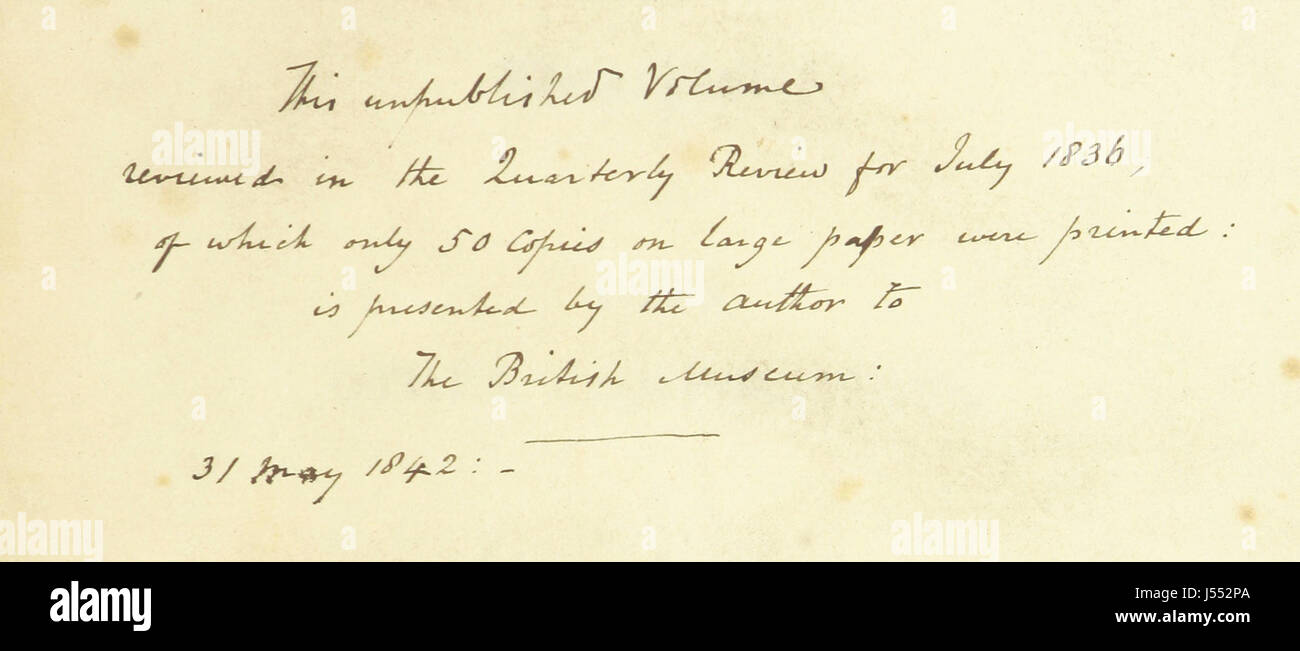 This unpublished Volume
reviewed in the Quarterly Review for July 1836,
of which only 50 Copies on large paper were printed:
is presented by the author to
The British Museum:
31 May 1842: -
alamy
Image ID: J552PA
www.alamy.com